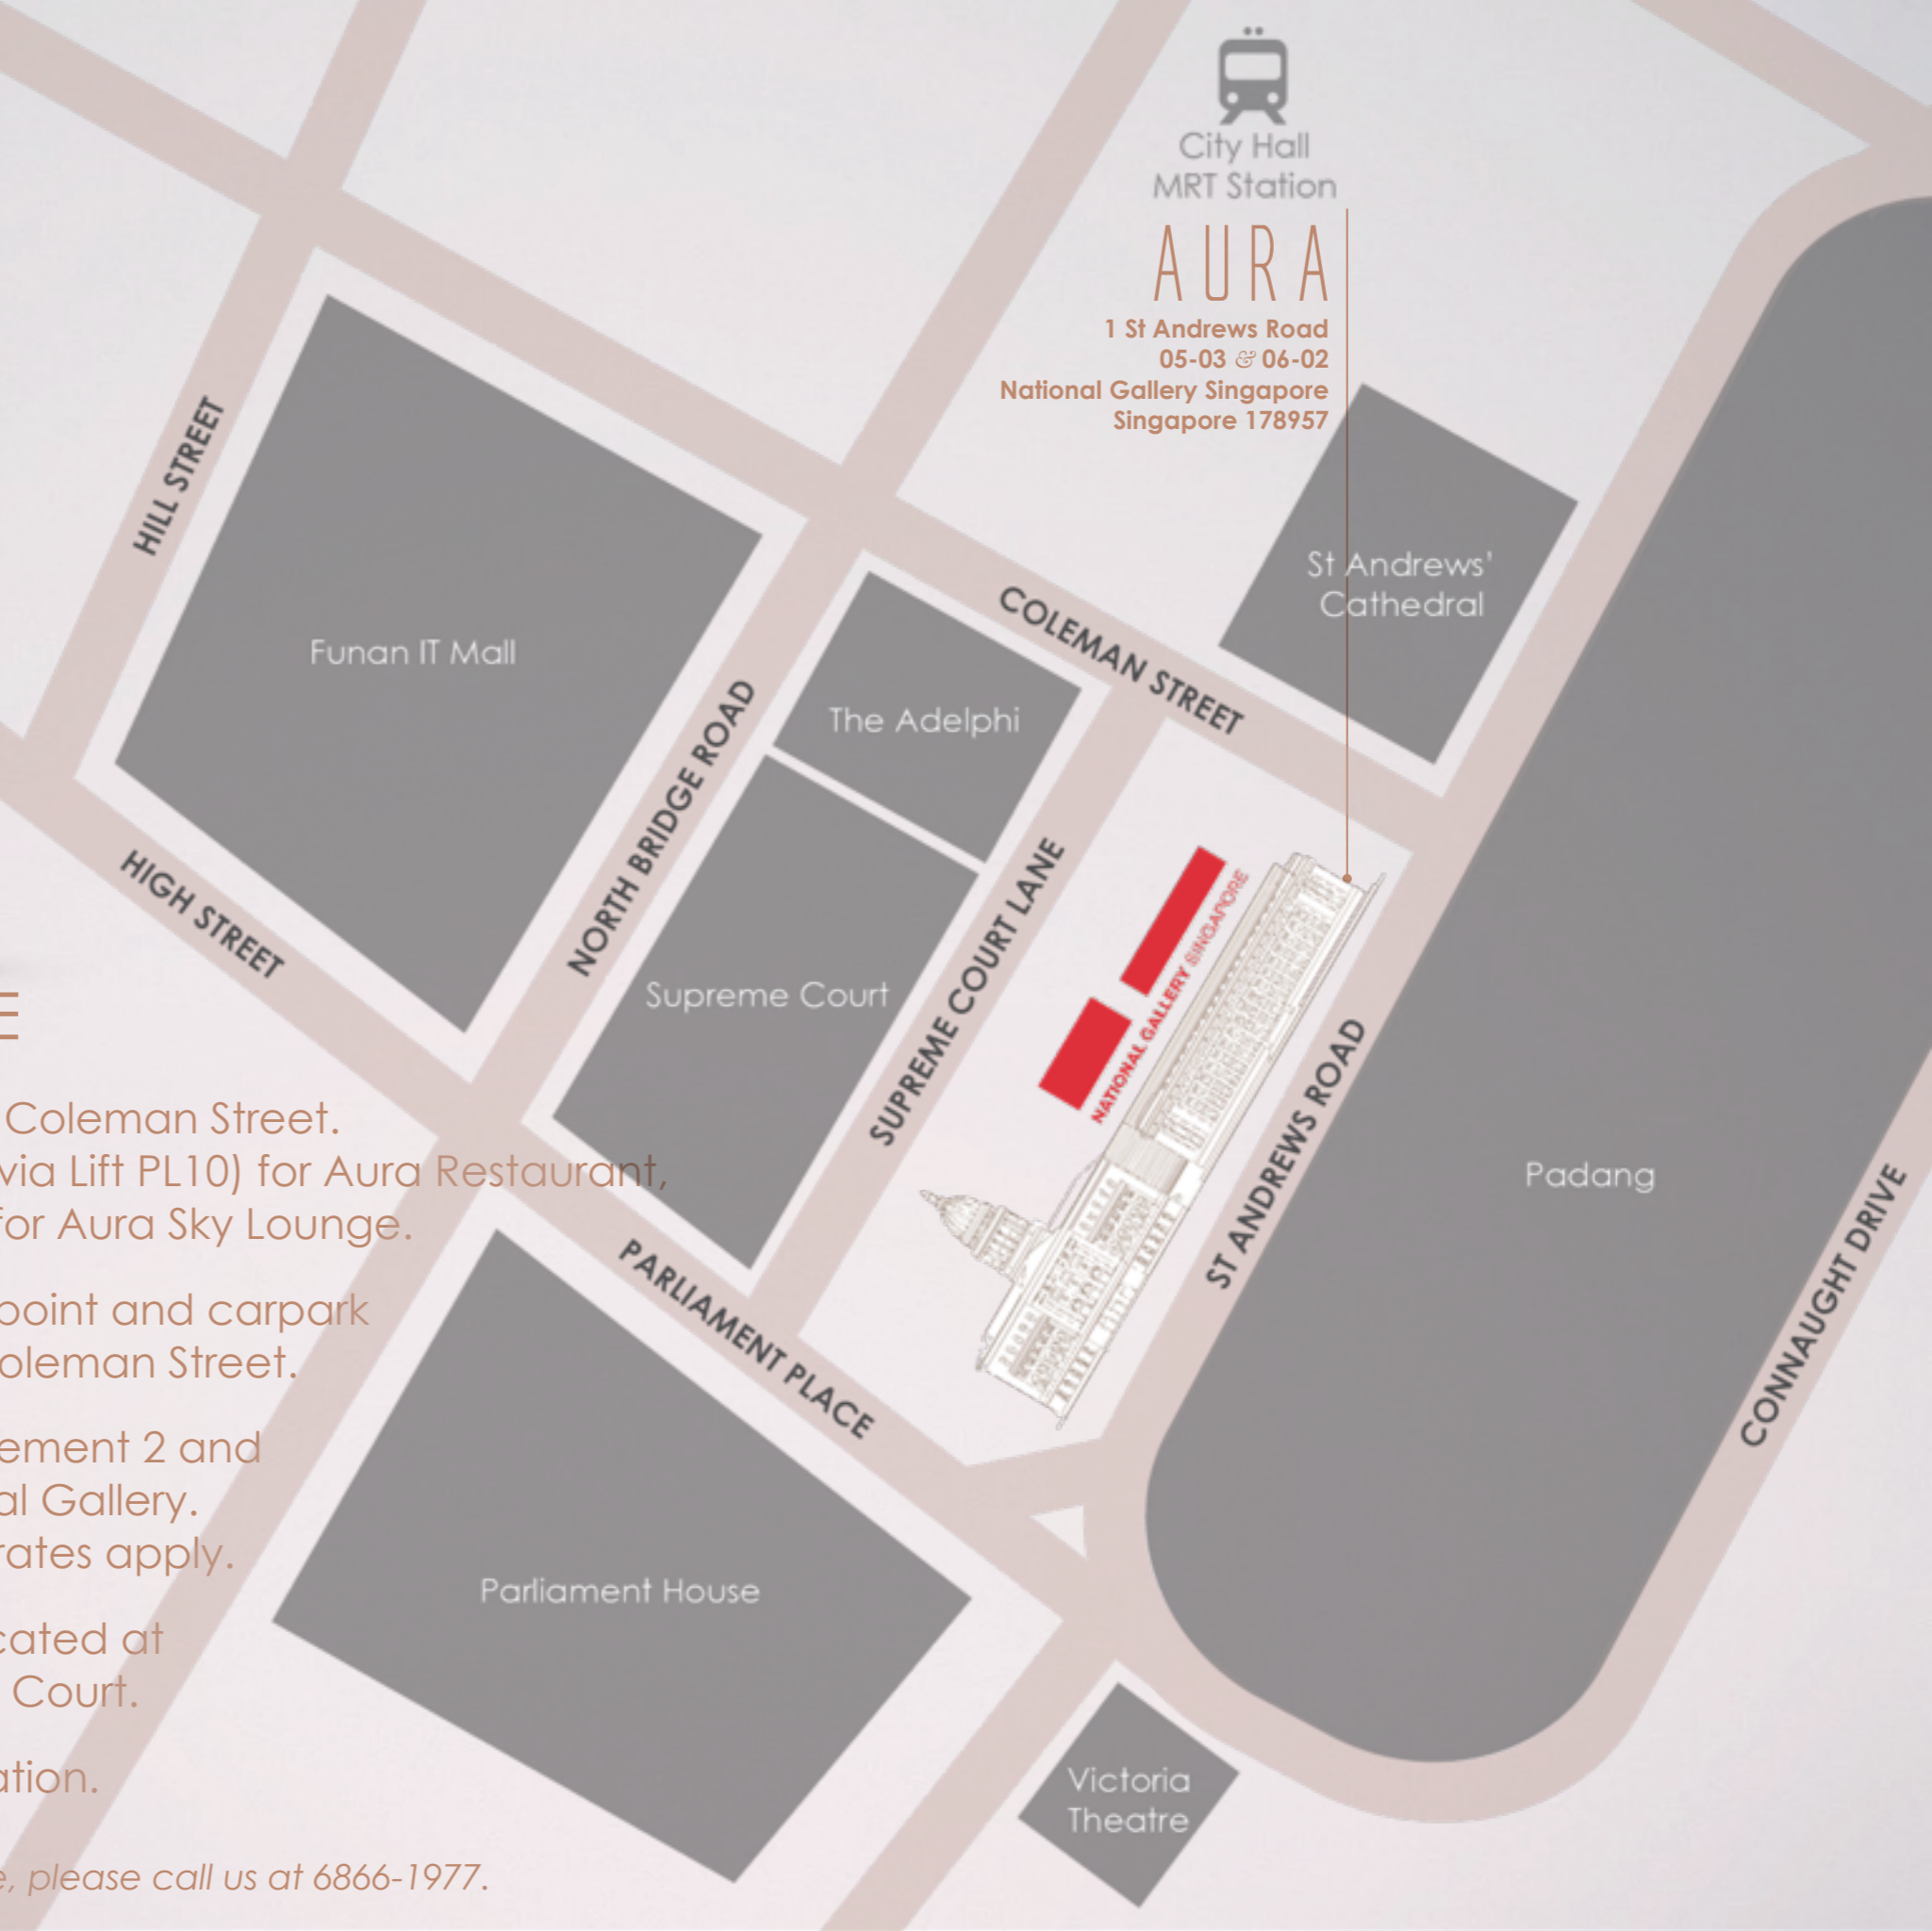 City Hall
MRT Station
AURA
1 St Andrews Road
05-03 & 06-02
National Gallery Singapore
Singapore 178957
HILL STREET
Funan IT Mall
St Andrews'
Cathedral
COLEMAN STREET
The Adelphi
NORTH BRIDGE ROAD
HIGH STREET
Supreme Court
SUPREME COURT LANE
NATIONAL GALLERY SINGAPORE
ST ANDREWS ROAD
Padang
CONNAUGHT DRIVE
PARLIAMENT PLACE
Parliament House
Victoria
Theatre
E
Coleman Street.
via Lift PL10) for Aura Restaurant,
for Aura Sky Lounge.
point and carpark
oleman Street.
ement 2 and
al Gallery.
rates apply.
cated at
Court.
ation.
e, please call us at 6866-1977.